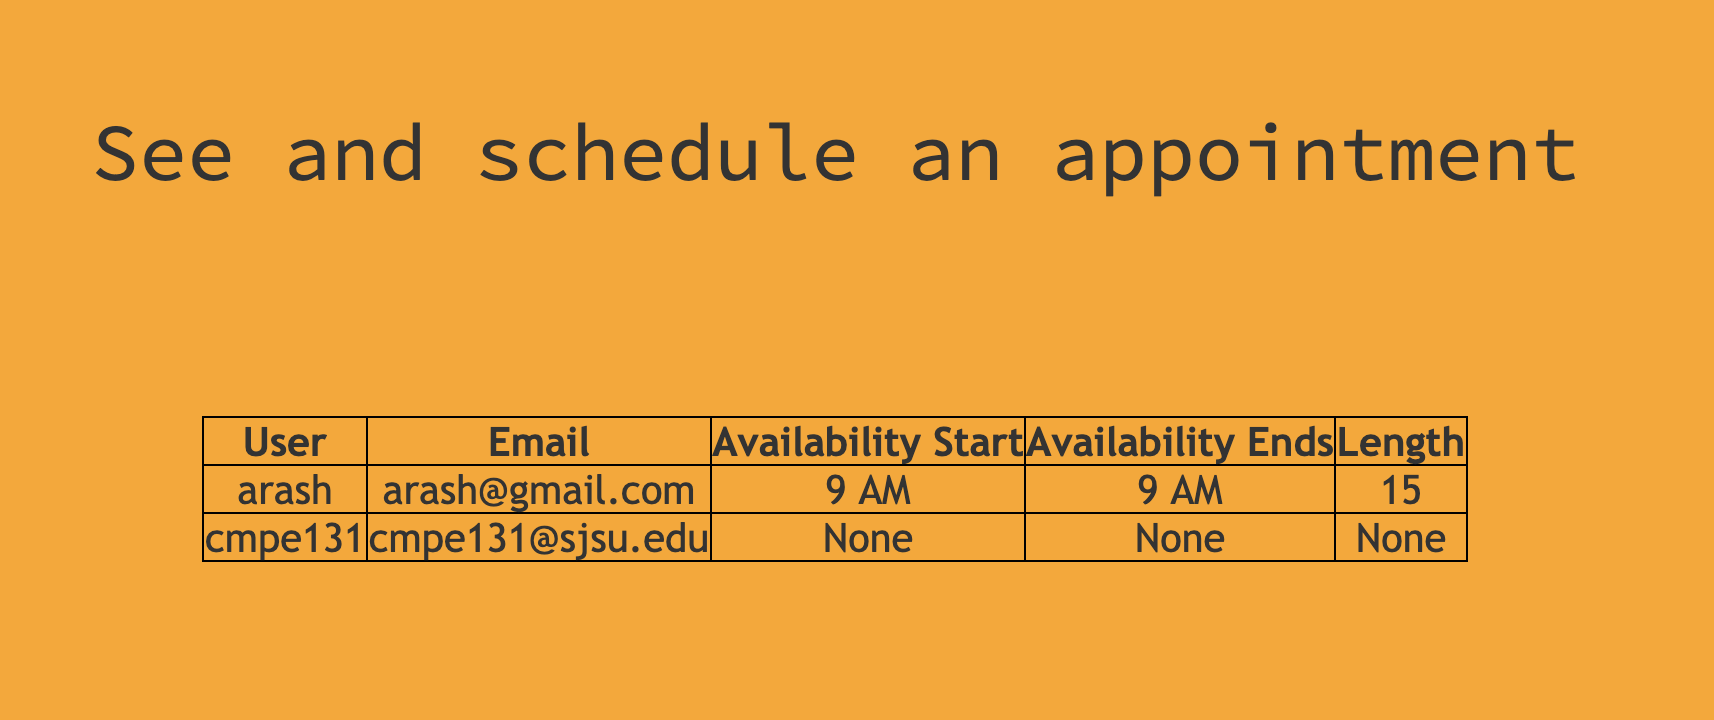 See and schedule an appointment
User Email Availability Start Availability Ends Length
arash arash@gmail.com 9 AM 9 AM 15
cmpe131 cmpe131@sjsu.edu None None None